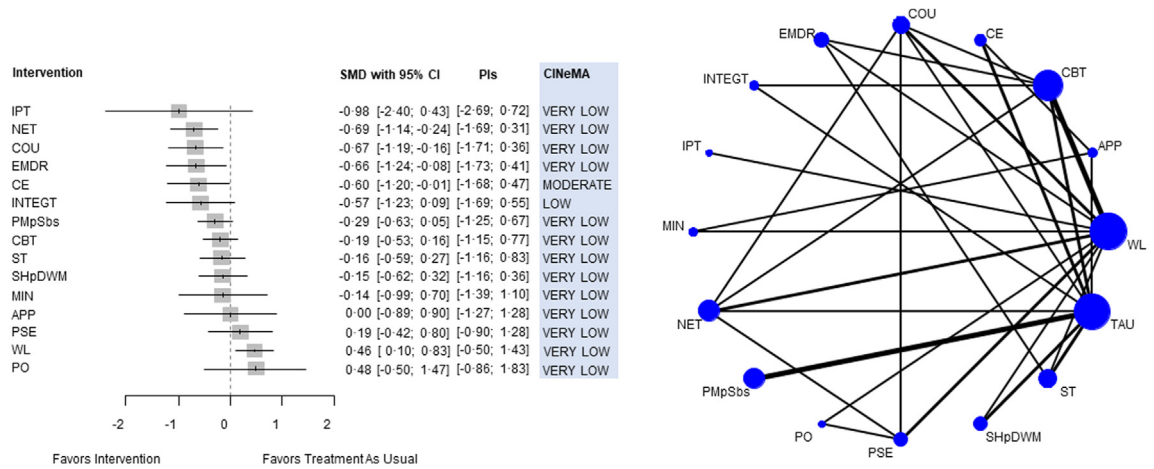 Intervention SMD with 95% CI PIs CINeMA
IPT -0·98 [-2·40; 0·43] [-2·69; 0·72] VERY LOW
NET -0·69 [-1·14; -0·24] [-1·69; 0·31] VERY LOW
COU -0·67 [-1·19; -0·16] [-1·71; 0·36] VERY LOW
EMDR -0·66 [-1·24; -0·08] [-1·73; 0·41] VERY LOW
CE -0·60 [-1·20; -0·01] [-1·68; 0·47] MODERATE
INTEGT -0·57 [-1·23; 0·09] [-1·69; 0·55] LOW
PMpSbs -0·29 [-0·63; 0·05] [-1·25; 0·67] VERY LOW
CBT -0·19 [-0·53; 0·16] [-1·15; 0·77] VERY LOW
ST -0·16 [-0·59; 0·27] [-1·16; 0·83] VERY LOW
SHpDWM -0·15 [-0·62; 0·32] [-1·16; 0·36] VERY LOW
MIN -0·14 [-0·99; 0·70] [-1·39; 1·10] VERY LOW
APP 0·00 [-0·89; 0·90] [-1·27; 1·28] VERY LOW
PSE 0·19 [-0·42; 0·80] [-0·90; 1·28] VERY LOW
WL 0·46 [ 0·10; 0·83] [-0·50; 1·43] VERY LOW
PO 0·48 [-0·50; 1·47] [-0·86; 1·83] VERY LOW
-2 -1 0 1 2
Favors Intervention Favors Treatment As Usual
COU
CE
EMDR
CBT
INTEGT
APP
IPT
MIN
WL
NET
TAU
PMpSbs
ST
PO
SHpDWM
PSE